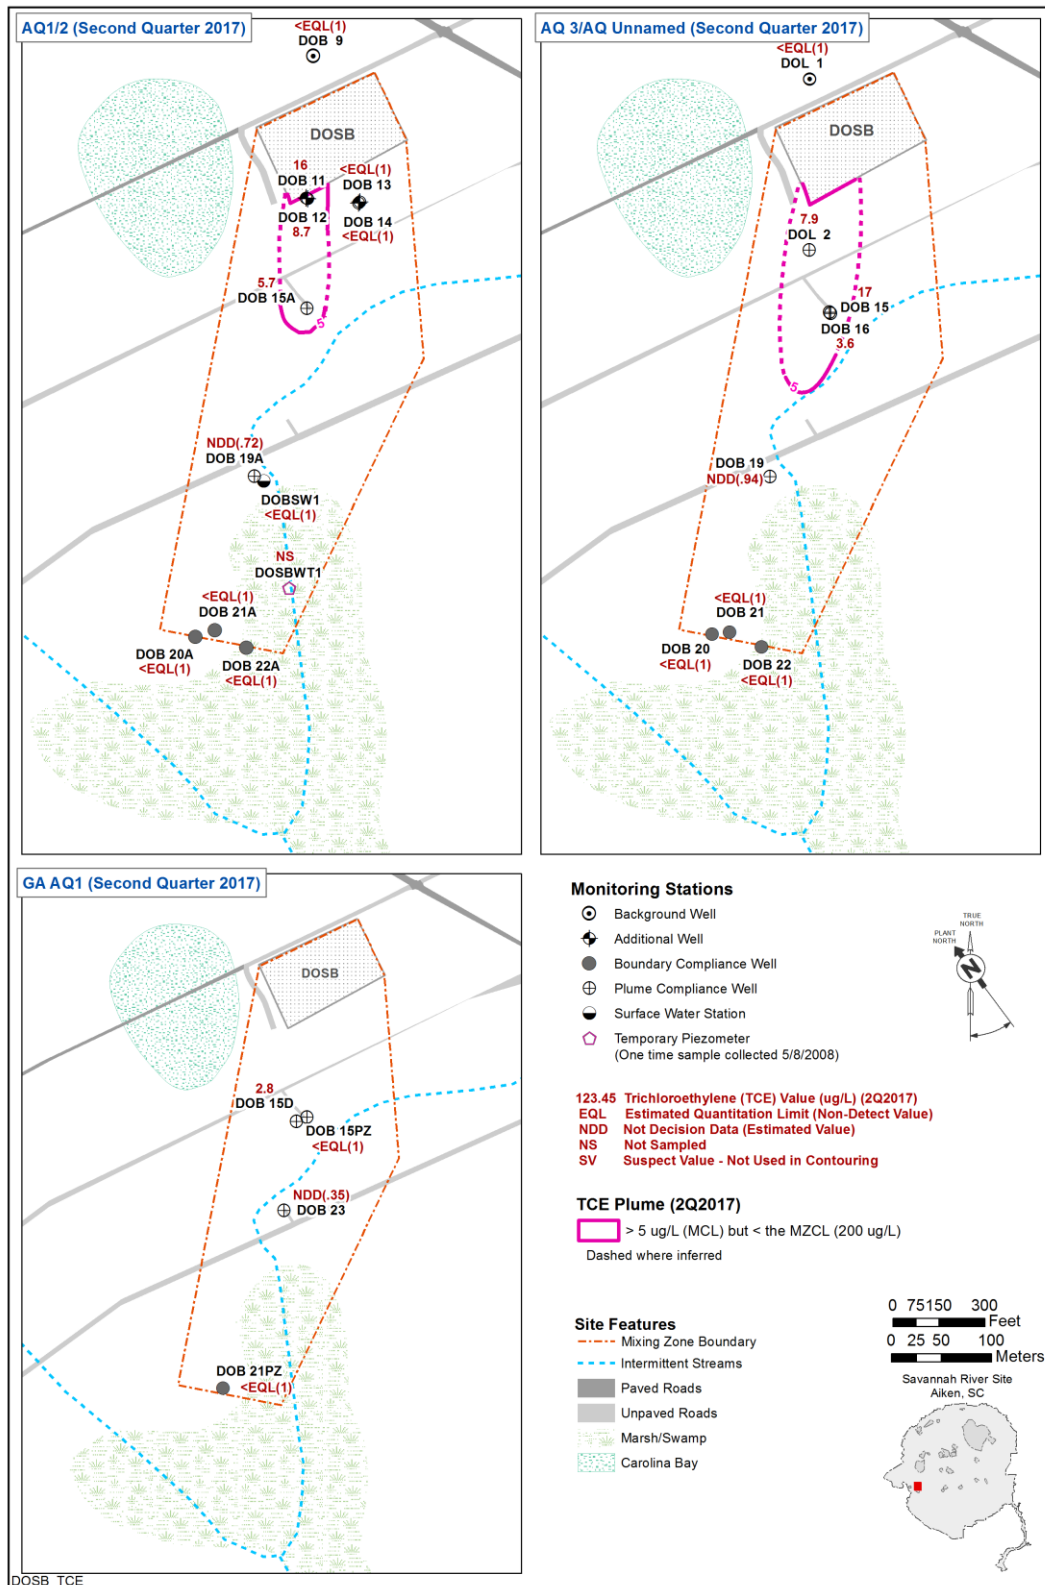 AQ1/2 (Second Quarter 2017)
<EQL(1)
DOB 9
DOSB
16
DOB 11
<EQL(1)
DOB 13
DOB 12
8.7
DOB 14
<EQL(1)
5.7
DOB 15A
5
NDD(.72)
DOB 19A
DOBSW1
<EQL(1)
NS
DOSBWT1
<EQL(1)
DOB 21A
DOB 20A
<EQL(1)
DOB 22A
<EQL(1)
AQ 3/AQ Unnamed (Second Quarter 2017)
<EQL(1)
DOL 1
DOSB
7.9
DOL 2
17
DOB 15
DOB 16
3.6
5
DOB 19
NDD(.94)
<EQL(1)
DOB 21
DOB 20
<EQL(1)
DOB 22
<EQL(1)
GA AQ1 (Second Quarter 2017)
DOSB
2.8
DOB 15D
DOB 15PZ
<EQL(1)
NDD(.35)
DOB 23
DOB 21PZ
<EQL(1)
Monitoring Stations
Background Well
Additional Well
Boundary Compliance Well
Plume Compliance Well
Surface Water Station
Temporary Piezometer
(One time sample collected 5/8/2008)
TRUE
NORTH
PLANT
NORTH
N
123.45 Trichloroethylene (TCE) Value (ug/L) (2Q2017)
EQL Estimated Quantitation Limit (Non-Detect Value)
NDD Not Decision Data (Estimated Value)
NS Not Sampled
SV Suspect Value - Not Used in Contouring
TCE Plume (2Q2017)
> 5 ug/L (MCL) but < the MZCL (200 ug/L)
Dashed where inferred
Site Features
Mixing Zone Boundary
Intermittent Streams
Paved Roads
Unpaved Roads
Marsh/Swamp
Carolina Bay
0 75150 300
Feet
0 25 50 100
Meters
Savannah River Site
Aiken, SC
DOSB_TCE